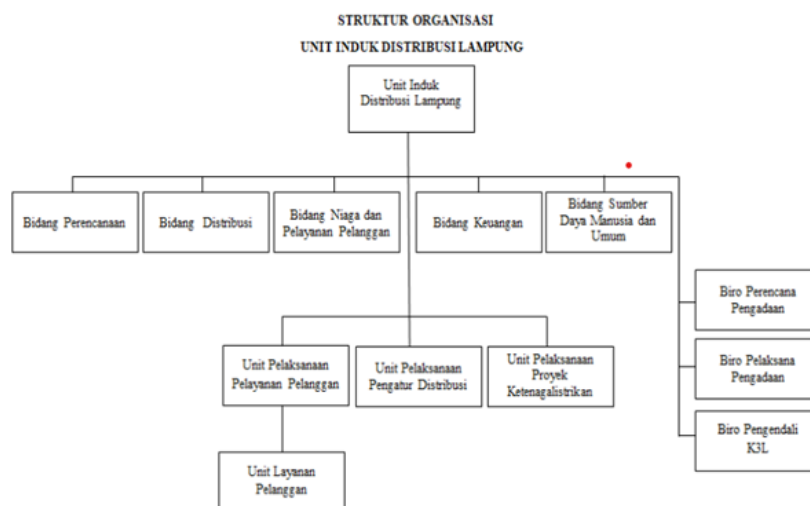 STRUKTUR ORGANISASI
UNIT INDUK DISTRIBUSI LAMPUNG
Unit Induk
Distribusi Lampung
Bidang Perencanaan
Bidang Distribusi
Bidang Niaga dan
Pelayanan Pelanggan
Bidang Keuangan
Bidang Sumber
Daya Manusia dan
Umum
Biro Perencana
Pengadaan
Unit Pelaksanaan
Pelayanan Pelanggan
Unit Pelaksanaan
Pengatur Distribusi
Unit Pelaksanaan
Proyek
Ketenagalistrikan
Biro Pelaksana
Pengadaan
Biro Pengendali
K3L
Unit Layanan
Pelanggan